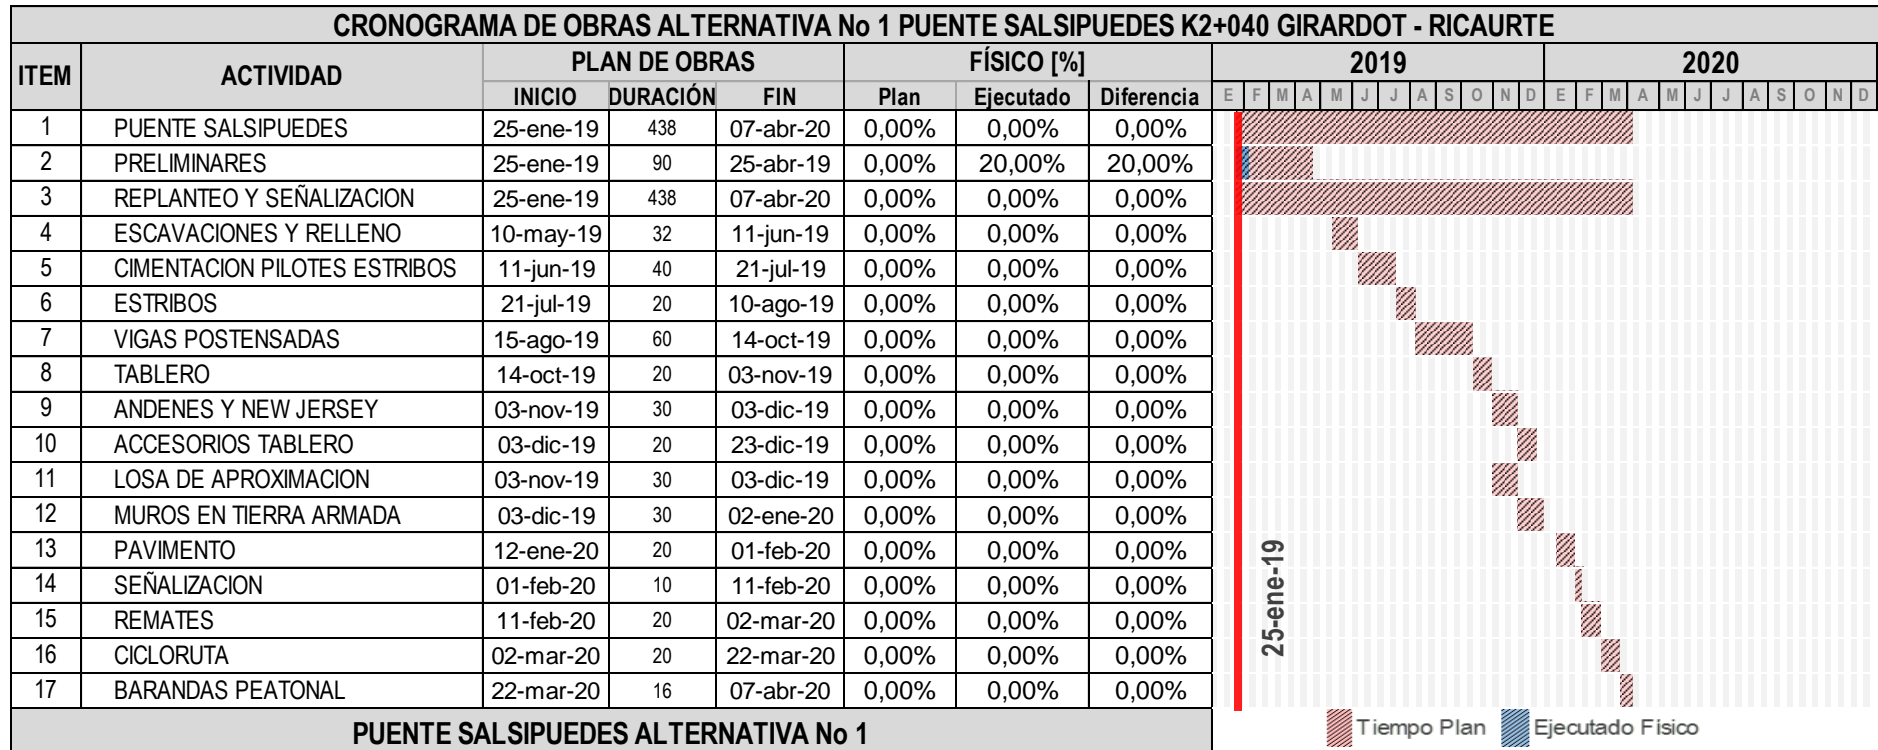 CRONOGRAMA DE OBRAS ALTERNATIVA No 1 PUENTE SALSIPUEDES K2+040 GIRARDOT - RICAURTE
ITEM ACTIVIDAD PLAN DE OBRAS FÍSICO [%] 2019 2020
INICIO DURACIÓN FIN Plan Ejecutado Diferencia E F M A M J J A S O N D E F M A M J J A S O N D
1 PUENTE SALSIPUEDES 25-ene-19 438 07-abr-20 0,00% 0,00% 0,00%
2 PRELIMINARES 25-ene-19 90 25-abr-19 0,00% 20,00% 20,00%
3 REPLANTEO Y SEÑALIZACION 25-ene-19 438 07-abr-20 0,00% 0,00% 0,00%
4 ESCAVACIONES Y RELLENO 10-may-19 32 11-jun-19 0,00% 0,00% 0,00%
5 CIMENTACION PILOTES ESTRIBOS 11-jun-19 40 21-jul-19 0,00% 0,00% 0,00%
6 ESTRIBOS 21-jul-19 20 10-ago-19 0,00% 0,00% 0,00%
7 VIGAS POSTENSADAS 15-ago-19 60 14-oct-19 0,00% 0,00% 0,00%
8 TABLERO 14-oct-19 20 03-nov-19 0,00% 0,00% 0,00%
9 ANDENES Y NEW JERSEY 03-nov-19 30 03-dic-19 0,00% 0,00% 0,00%
10 ACCESORIOS TABLERO 03-dic-19 20 23-dic-19 0,00% 0,00% 0,00%
11 LOSA DE APROXIMACION 03-nov-19 30 03-dic-19 0,00% 0,00% 0,00%
12 MUROS EN TIERRA ARMADA 03-dic-19 30 02-ene-20 0,00% 0,00% 0,00%
13 PAVIMENTO 12-ene-20 20 01-feb-20 0,00% 0,00% 0,00%
14 SEÑALIZACION 01-feb-20 10 11-feb-20 0,00% 0,00% 0,00%
15 REMATES 11-feb-20 20 02-mar-20 0,00% 0,00% 0,00%
16 CICLORUTA 02-mar-20 20 22-mar-20 0,00% 0,00% 0,00%
17 BARANDAS PEATONAL 22-mar-20 16 07-abr-20 0,00% 0,00% 0,00%
25-ene-19
PUENTE SALSIPUEDES ALTERNATIVA No 1
Tiempo Plan Ejecutado Físico